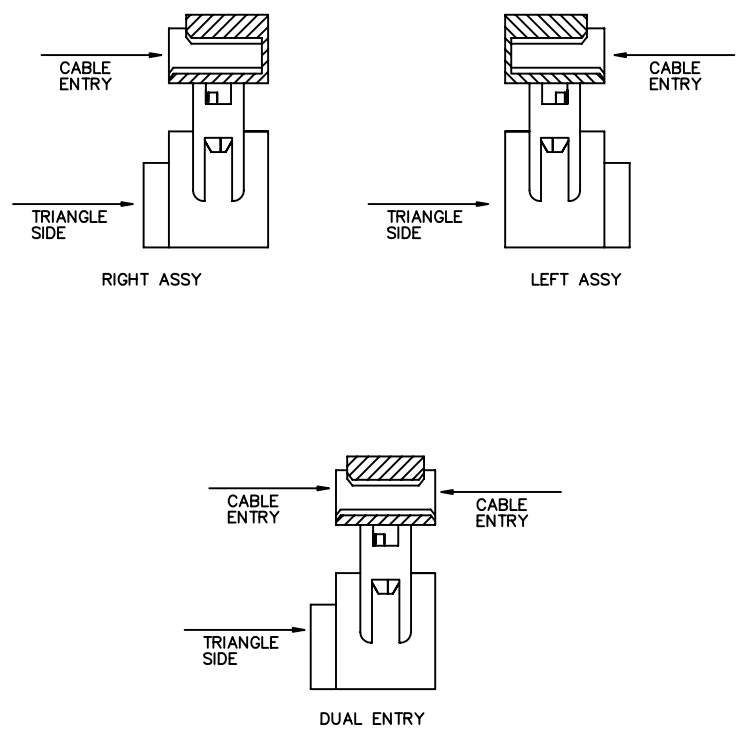 CABLE
ENTRY
TRIANGLE
SIDE
RIGHT ASSY
CABLE
ENTRY
TRIANGLE
SIDE
LEFT ASSY
CABLE
ENTRY
CABLE
ENTRY
TRIANGLE
SIDE
DUAL ENTRY